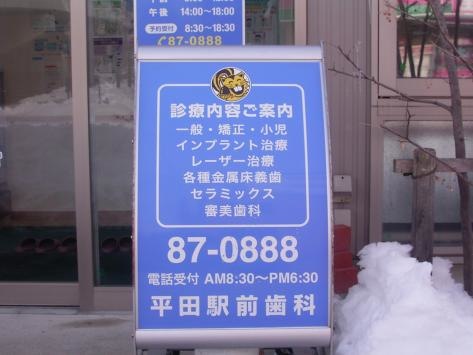 午後 14:00〜18:00
予約受付 8:30〜18:30
87-0888
診療内容ご案内
一般・矯正・小児
インプラント治療
レーザー治療
各種金属床義歯
セラミックス
審美歯科
87-0888
電話受付 AM8:30〜PM6:30
平田駅前歯科